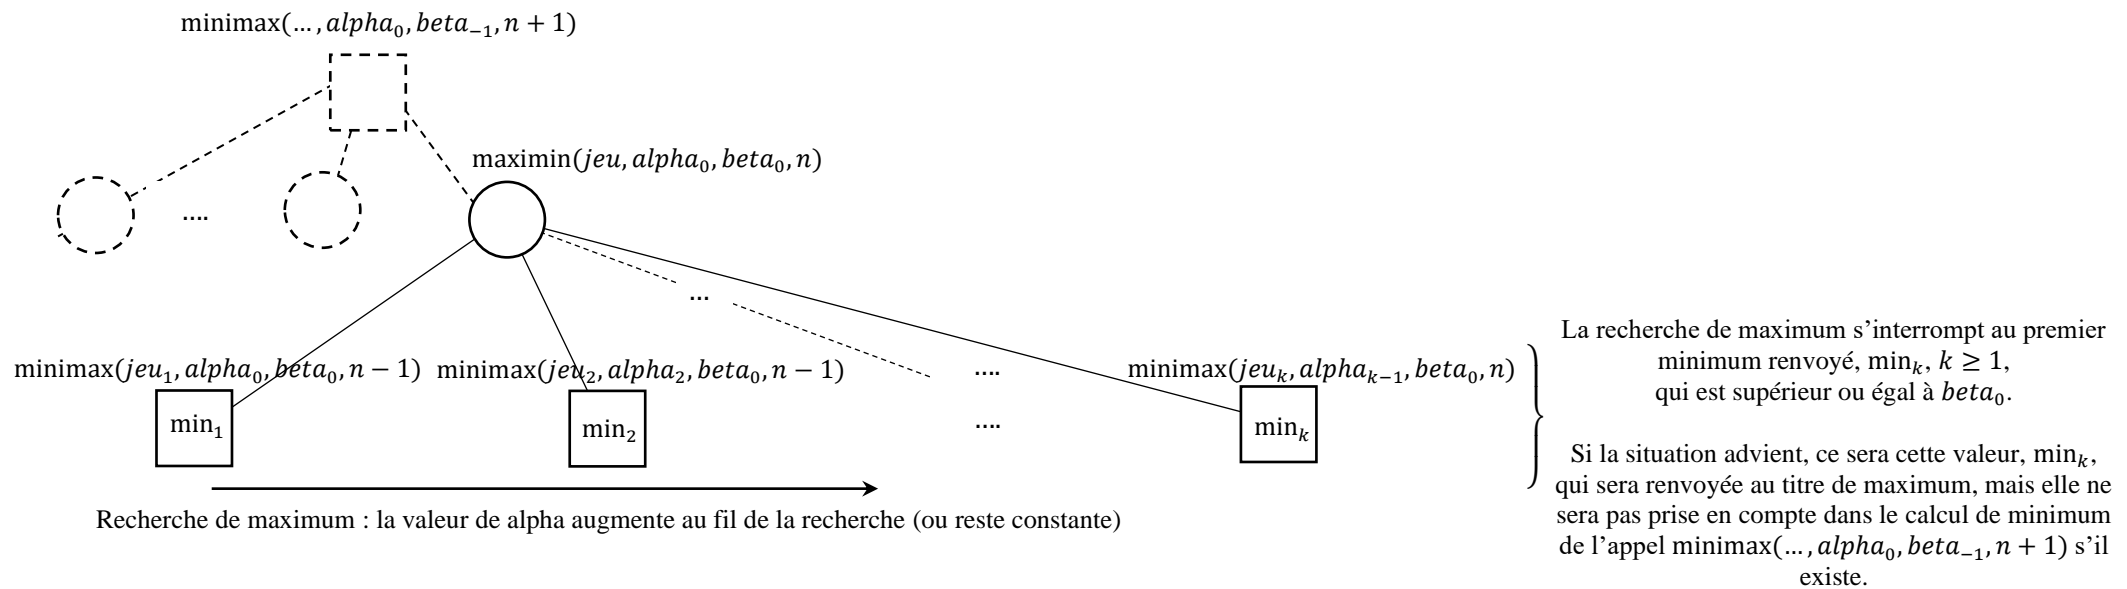 minimax(…, alpha₀, beta₋₁, n + 1)
maximin(jeu, alpha₀, beta₀, n)
....
...
minimax(jeu₁, alpha₀, beta₀, n − 1) minimax(jeu₂, alpha₂, beta₀, n − 1) .... minimax(jeuₖ, alphaₖ₋₁, beta₀, n)
min₁ min₂ .... minₖ
Recherche de maximum : la valeur de alpha augmente au fil de la recherche (ou reste constante)
La recherche de maximum s’interrompt au premier
minimum renvoyé, minₖ, k ≥ 1,
qui est supérieur ou égal à beta₀.
Si la situation advient, ce sera cette valeur, minₖ,
qui sera renvoyée au titre de maximum, mais elle ne
sera pas prise en compte dans le calcul de minimum
de l’appel minimax(…, alpha₀, beta₋₁, n + 1) s’il
existe.